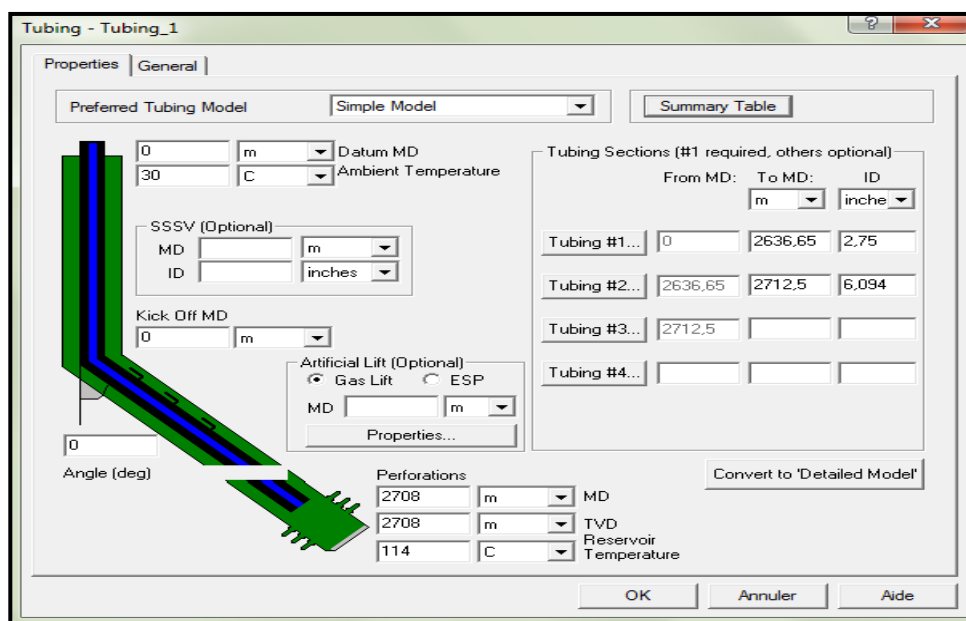 Tubing - Tubing_1
?
Properties General
Preferred Tubing Model Simple Model Summary Table
0 m Datum MD
30 C Ambient Temperature
SSSV (Optional)
MD m
ID inches
Kick Off MD
0 m
Artificial Lift (Optional)
Gas Lift ESP
MD m
Properties...
0
Angle (deg)
Perforations
2708 m MD
2708 m TVD
114 C Reservoir Temperature
Tubing Sections (#1 required, others optional)
From MD: To MD: ID
m inche
Tubing #1... 0 2636,65 2,75
Tubing #2... 2636,65 2712,5 6,094
Tubing #3... 2712,5
Tubing #4...
Convert to 'Detailed Model'
OK Annuler Aide